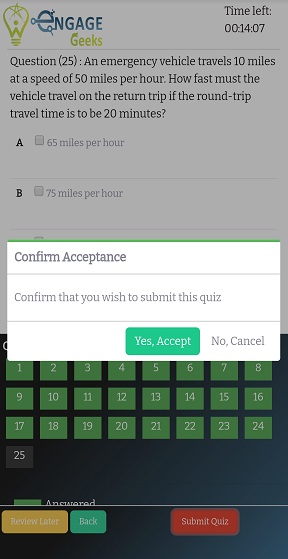 ENGAGE
Geeks
Time left:
00:14:07
Question (25) : An emergency vehicle travels 10 miles
at a speed of 50 miles per hour. How fast must the
vehicle travel on the return trip if the round-trip
travel time is to be 20 minutes?
A 65 miles per hour
B 75 miles per hour
Confirm Acceptance
Confirm that you wish to submit this quiz
Yes, Accept No, Cancel
1 2 3 4 5 6 7 8
9 10 11 12 13 14 15 16
17 18 19 20 21 22 23 24
25
Answered
Review Later Back Submit Quiz